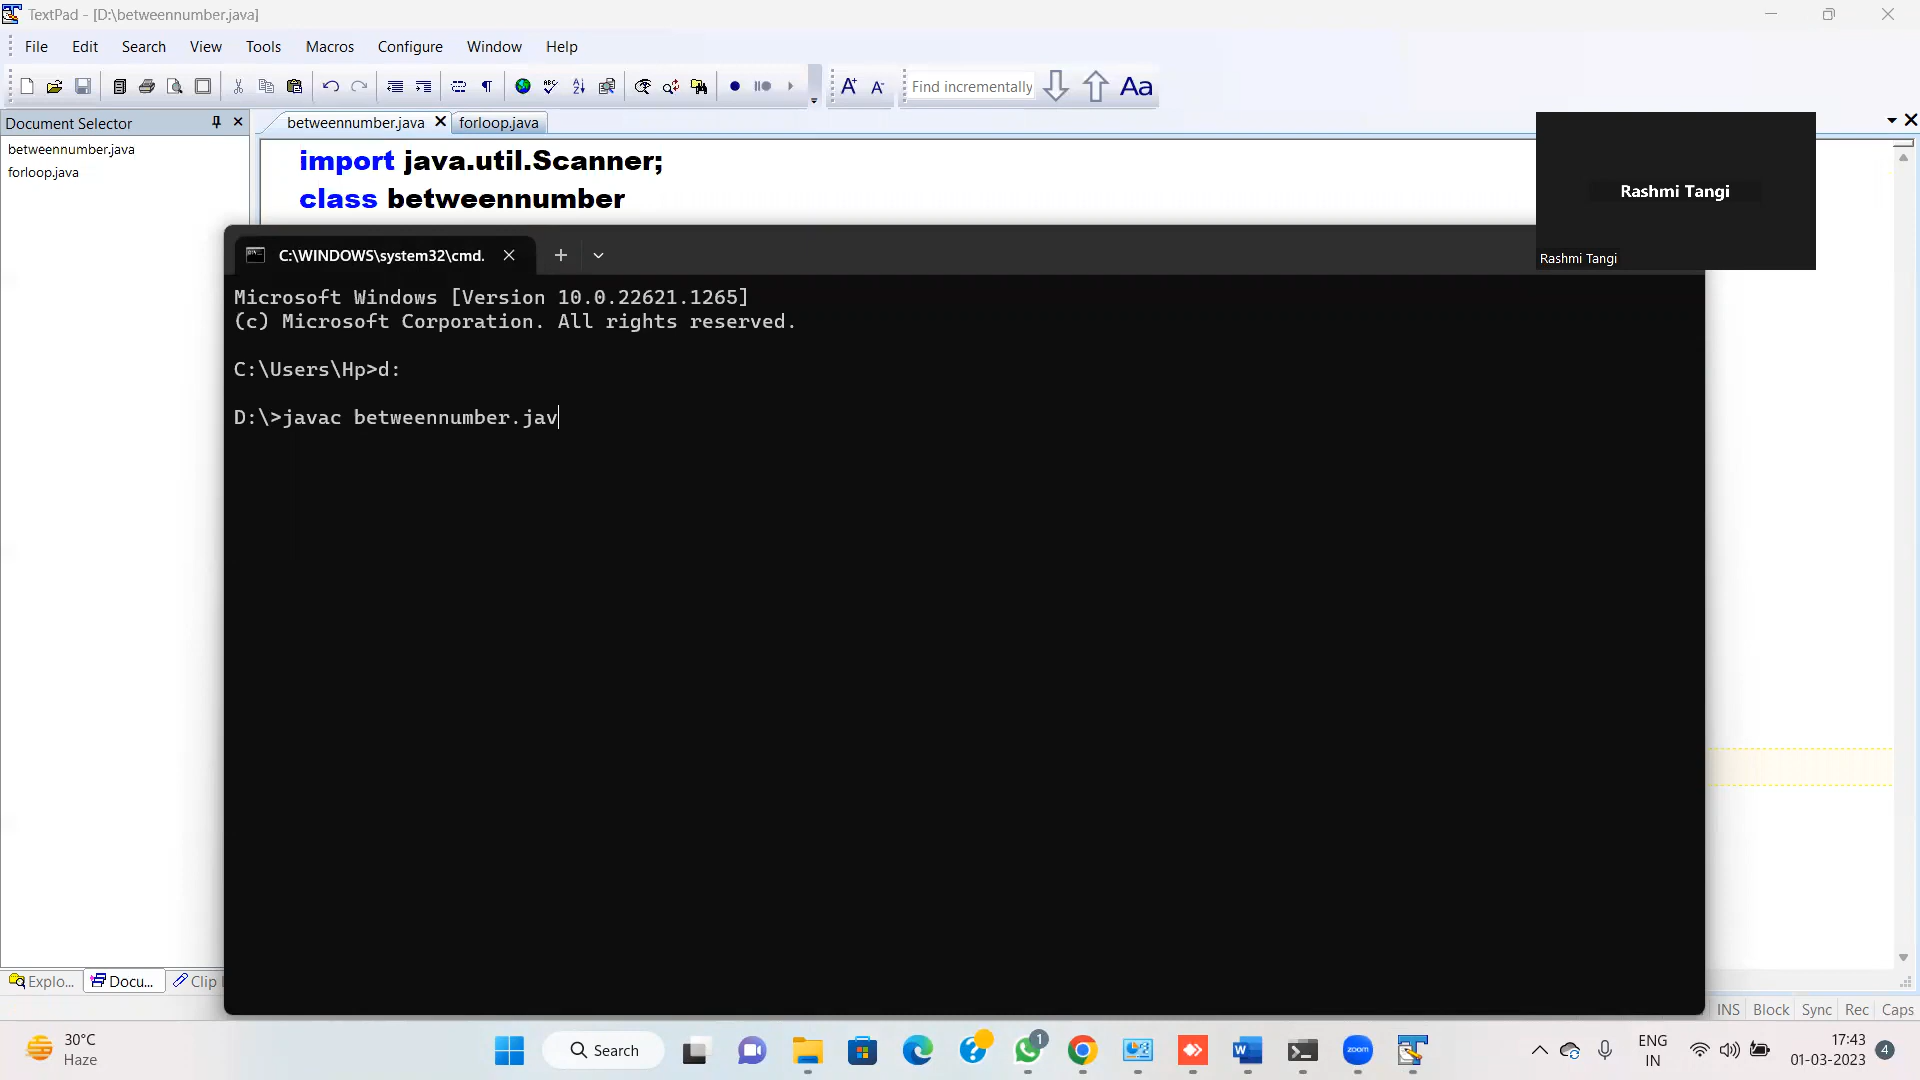 TextPad - [D:\betweennumber.java]
File Edit Search View Tools Macros Configure Window Help
Find incrementally Aa
Document Selector
betweennumber.java forloop.java
betweennumber.java
forloop.java
import java.util.Scanner;
class betweennumber
Rashmi Tangi
Rashmi Tangi
C:\WINDOWS\system32\cmd.
Microsoft Windows [Version 10.0.22621.1265]
(c) Microsoft Corporation. All rights reserved.
C:\Users\Hp>d:
D:\>javac betweennumber.jav
Explo... Docu... Clip
INS Block Sync Rec Caps
30°C
Haze
Search
1
zoom
ENG
IN
17:43
01-03-2023
4